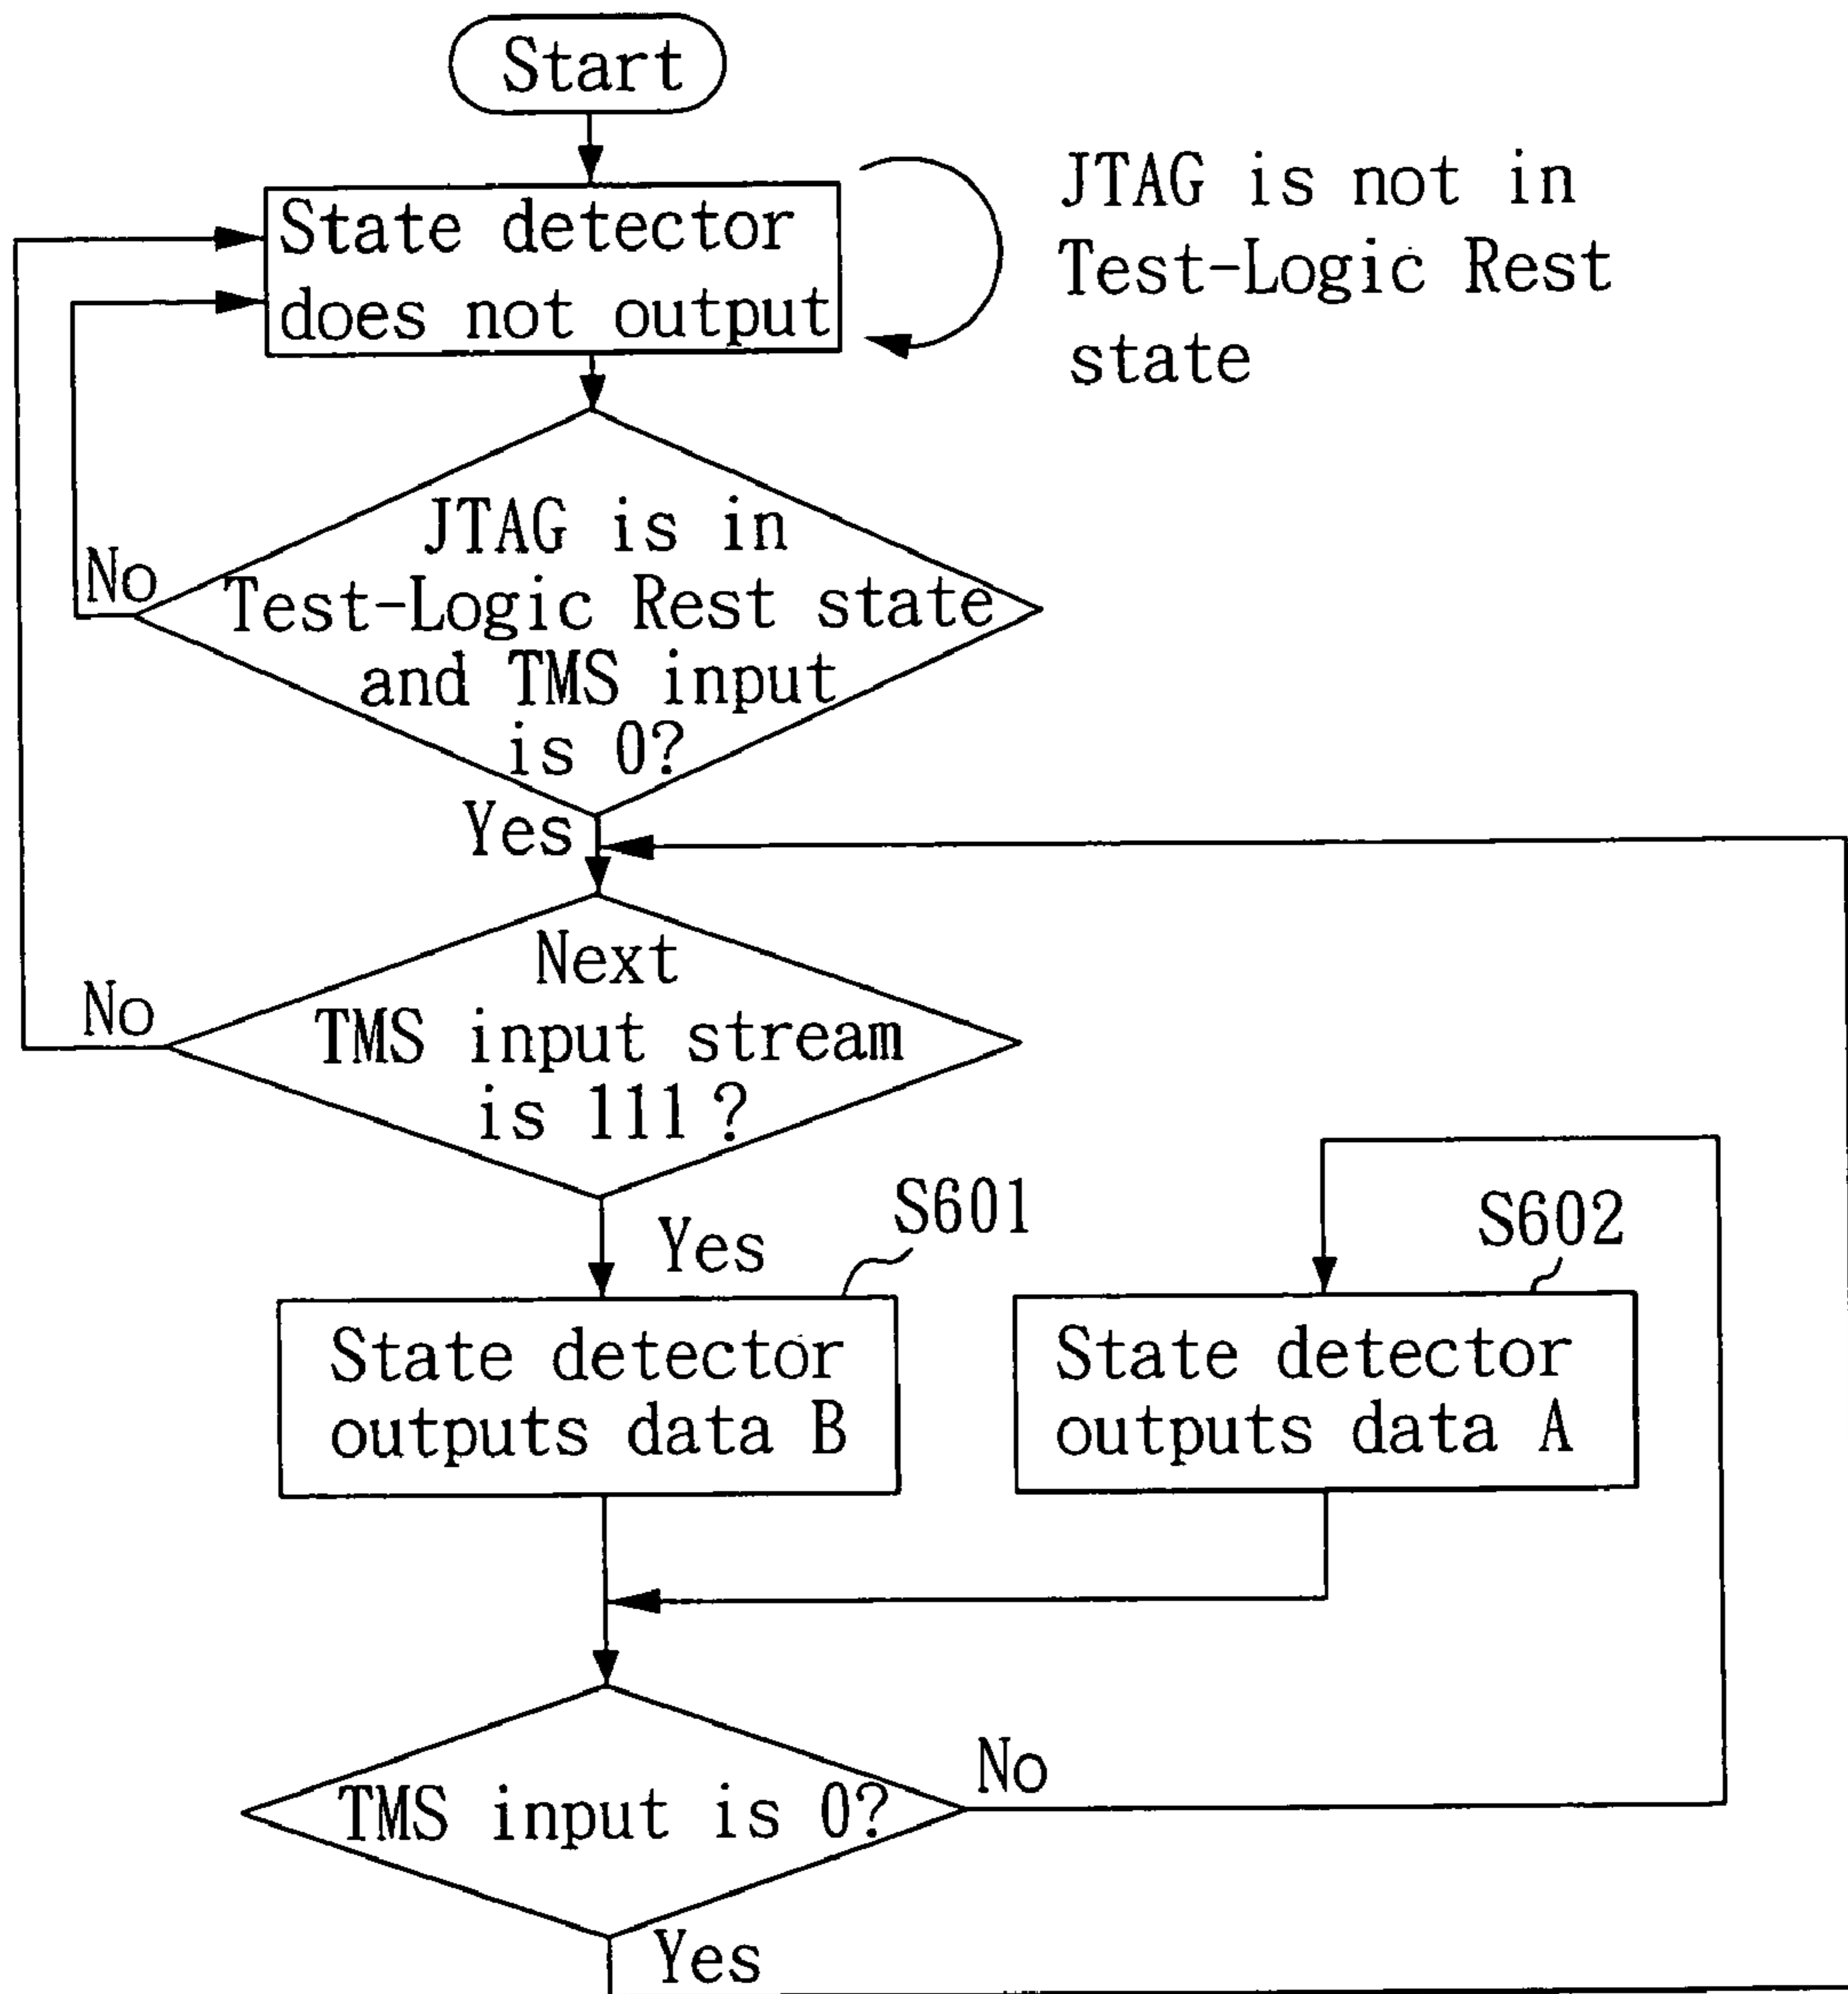 Start
State detector
does not output
JTAG is not in
Test-Logic Rest
state
JTAG is in
Test-Logic Rest state
and TMS input
is 0?
No
Yes
Next
TMS input stream
is 111?
No
Yes
S601
S602
State detector
outputs data B
State detector
outputs data A
TMS input is 0?
No
Yes